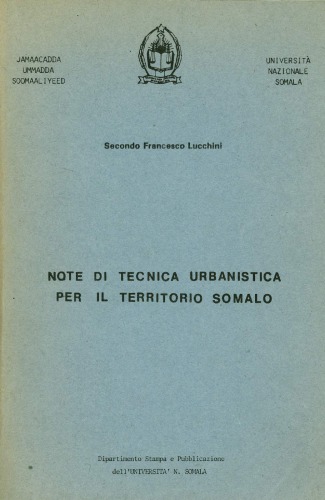 JAMAACADDA
UMMADDA
SOOMAALIYEED
UNIVERSITÀ
NAZIONALE
SOMALA
Secondo Francesco Lucchini
NOTE DI TECNICA URBANISTICA
PER IL TERRITORIO SOMALO
Dipartimento Stampa e Pubblicazione
dell'UNIVERSITA' N. SOMALA